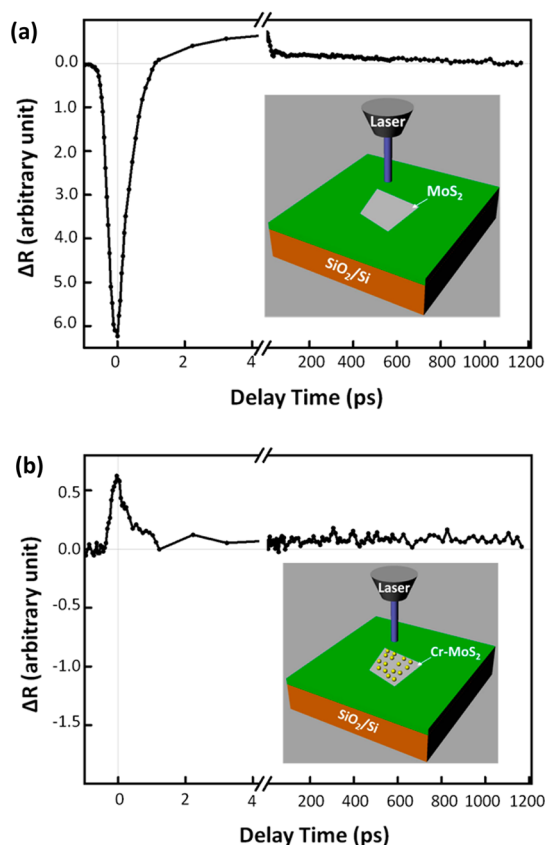 (a)
0.0
1.0
2.0
3.0
4.0
5.0
6.0
ΔR (arbitrary unit)
Laser
MoS₂
SiO₂/Si
0 2 4 200 400 600 800 1000 1200
Delay Time (ps)
(b)
0.5
0.0
-0.5
-1.0
-1.5
ΔR (arbitrary unit)
Laser
Cr-MoS₂
SiO₂/Si
0 2 4 200 400 600 800 1000 1200
Delay Time (ps)